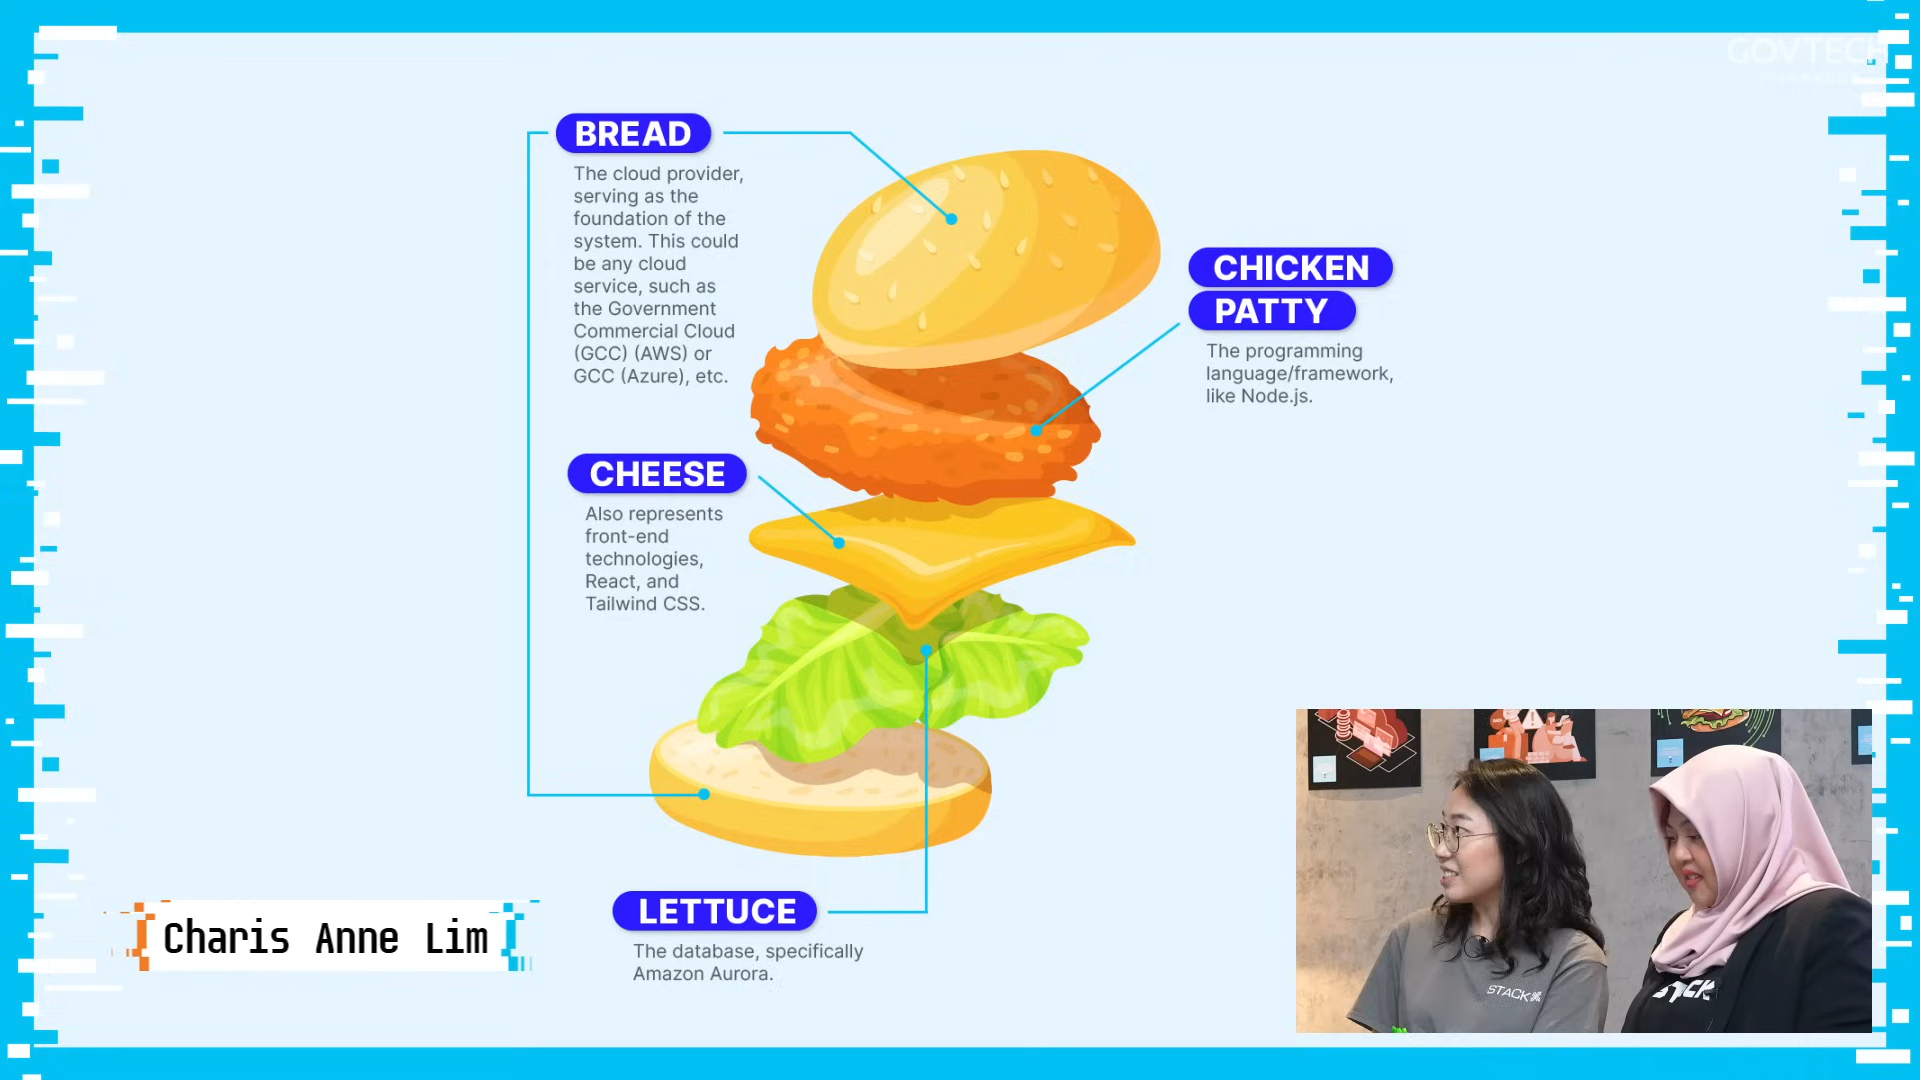 GOVTECH
BREAD
The cloud provider,
serving as the
foundation of the
system. This could
be any cloud
service, such as
the Government
Commercial Cloud
(GCC) (AWS) or
GCC (Azure), etc.
CHICKEN
PATTY
The programming
language/framework,
like Node.js.
CHEESE
Also represents
front-end
technologies,
React, and
Tailwind CSS.
LETTUCE
The database, specifically
Amazon Aurora.
Charis Anne Lim
STACK
STACK